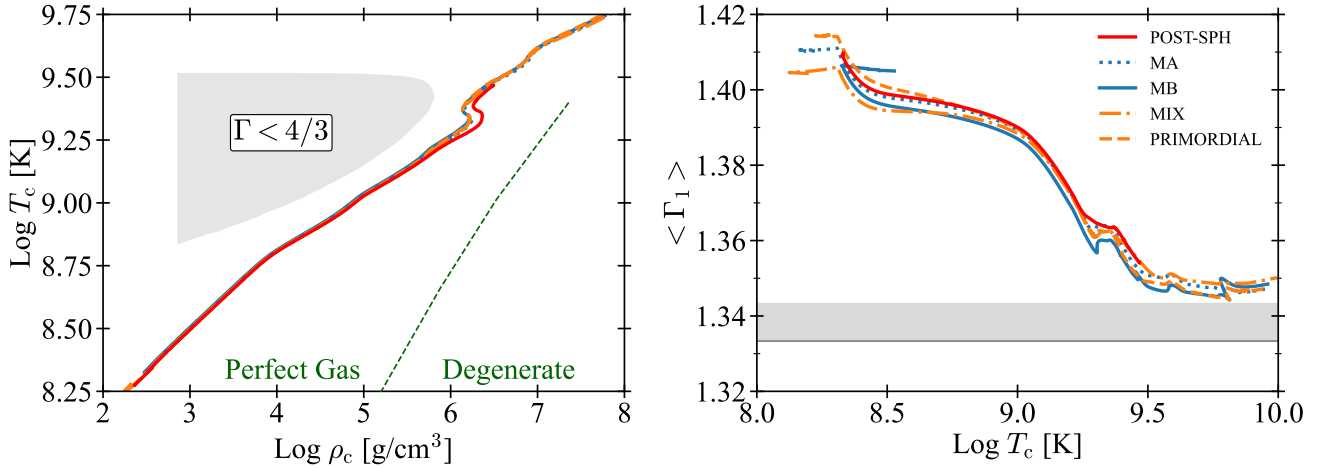 9.75
9.50
9.25
9.00
8.75
8.50
8.25
Log T_c [K]
Γ < 4/3
Perfect Gas
Degenerate
2 3 4 5 6 7 8
Log ρ_c [g/cm³]
1.42
1.40
1.38
1.36
1.34
1.32
< Γ₁ >
POST-SPH
MA
MB
MIX
PRIMORDIAL
8.0 8.5 9.0 9.5 10.0
Log T_c [K]